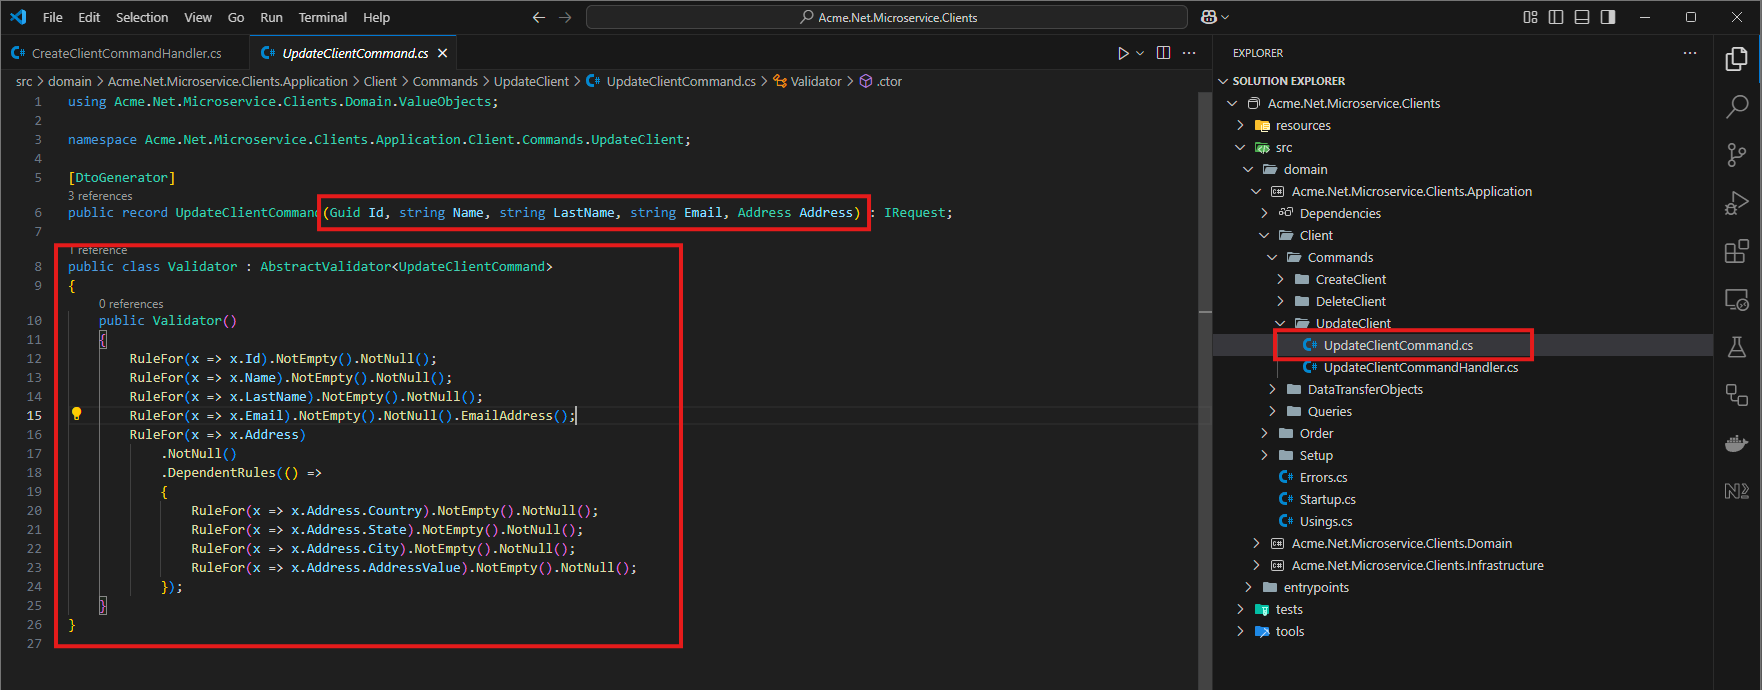 File Edit Selection View Go Run Terminal Help
Acme.Net.Microservice.Clients
CreateClientCommandHandler.cs
UpdateClientCommand.cs
src > domain > Acme.Net.Microservice.Clients.Application > Client > Commands > UpdateClient > UpdateClientCommand.cs > Validator > .ctor
1 using Acme.Net.Microservice.Clients.Domain.ValueObjects;
2
3 namespace Acme.Net.Microservice.Clients.Application.Client.Commands.UpdateClient;
4
5 [DtoGenerator]
3 references
6 public record UpdateClientCommand(Guid Id, string Name, string LastName, string Email, Address Address) : IRequest;
7
1 reference
8 public class Validator : AbstractValidator<UpdateClientCommand>
9 {
0 references
10 public Validator()
11 {
12 RuleFor(x => x.Id).NotEmpty().NotNull();
13 RuleFor(x => x.Name).NotEmpty().NotNull();
14 RuleFor(x => x.LastName).NotEmpty().NotNull();
15 RuleFor(x => x.Email).NotEmpty().NotNull().EmailAddress();
16 RuleFor(x => x.Address)
17 .NotNull()
18 .DependentRules(() =>
19 {
20 RuleFor(x => x.Address.Country).NotEmpty().NotNull();
21 RuleFor(x => x.Address.State).NotEmpty().NotNull();
22 RuleFor(x => x.Address.City).NotEmpty().NotNull();
23 RuleFor(x => x.Address.AddressValue).NotEmpty().NotNull();
24 });
25 }
26 }
27
EXPLORER
SOLUTION EXPLORER
Acme.Net.Microservice.Clients
resources
src
domain
Acme.Net.Microservice.Clients.Application
Dependencies
Client
Commands
CreateClient
DeleteClient
UpdateClient
UpdateClientCommand.cs
UpdateClientCommandHandler.cs
DataTransferObjects
Queries
Order
Setup
Errors.cs
Startup.cs
Usings.cs
Acme.Net.Microservice.Clients.Domain
Acme.Net.Microservice.Clients.Infrastructure
entrypoints
tests
tools